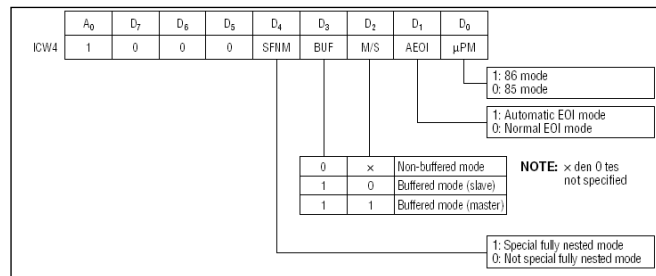 A0 D7 D6 D5 D4 D3 D2 D1 D0
ICW4 1 0 0 0 SFNM BUF M/S AEOI μPM
1: 86 mode
0: 85 mode
1: Automatic EOI mode
0: Normal EOI mode
0 × Non-buffered mode
1 0 Buffered mode (slave)
1 1 Buffered mode (master)
NOTE: × den 0 tes
not specified
1: Special fully nested mode
0: Not special fully nested mode